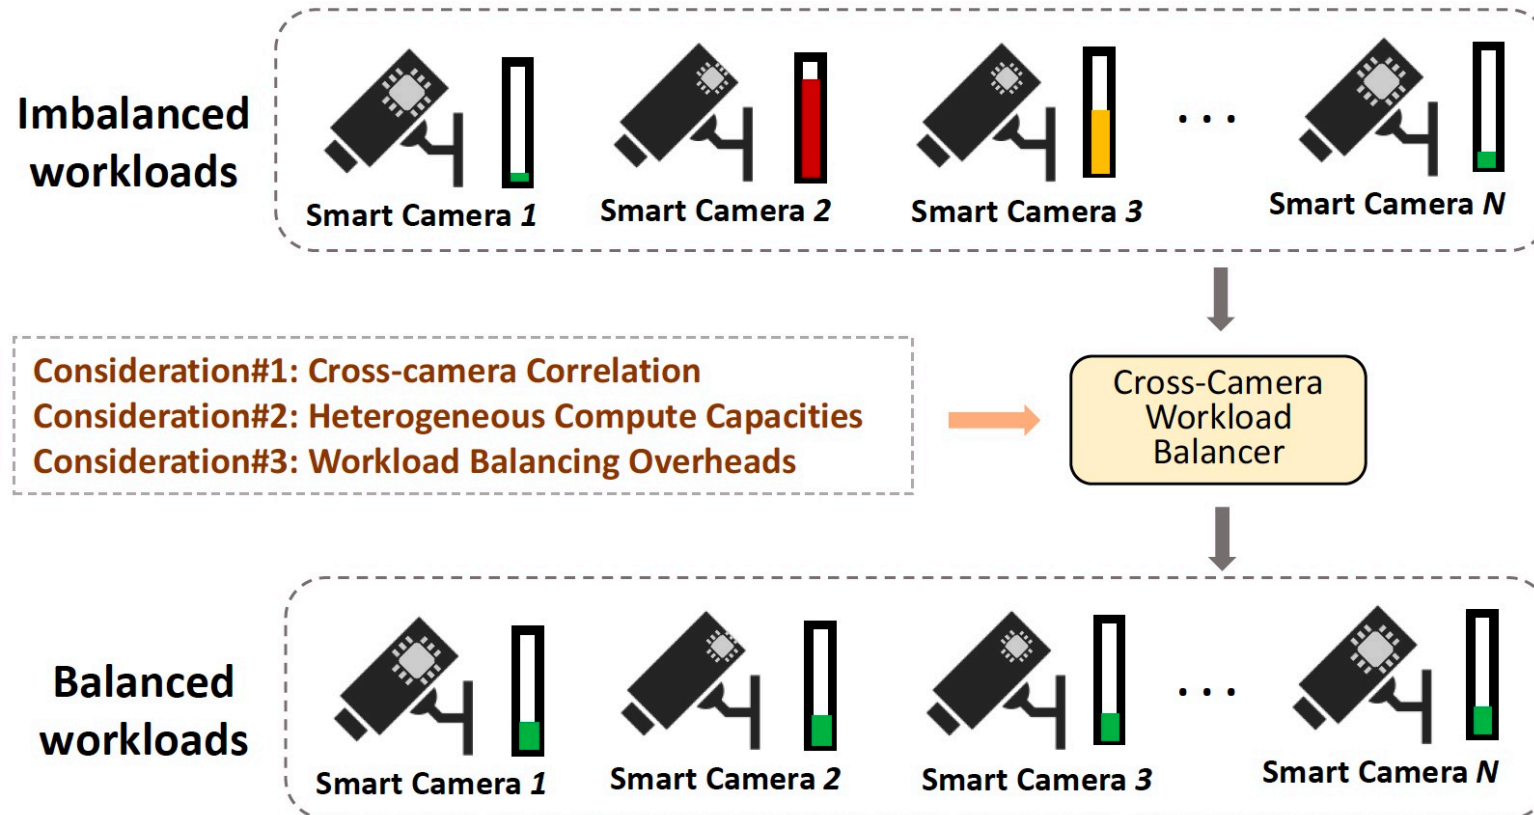 Imbalanced
workloads
Smart Camera 1
Smart Camera 2
Smart Camera 3
. . .
Smart Camera N
Consideration#1: Cross-camera Correlation
Consideration#2: Heterogeneous Compute Capacities
Consideration#3: Workload Balancing Overheads
Cross-Camera
Workload
Balancer
Balanced
workloads
Smart Camera 1
Smart Camera 2
Smart Camera 3
. . .
Smart Camera N